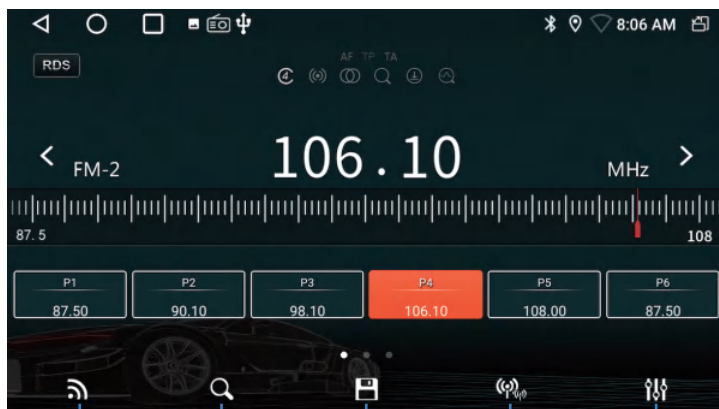 8:06 AM
RDS
AF TP TA
106.10
FM-2
MHz
87.5
108
P1
P2
P3
P4
P5
P6
87.50
90.10
98.10
106.10
108.00
87.50